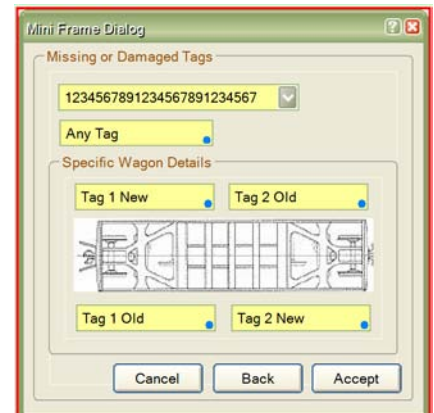 Mini Frame Dialog
Missing or Damaged Tags
1234567891234567891234567
Any Tag
Specific Wagon Details
Tag 1 New
Tag 2 Old
Tag 1 Old
Tag 2 New
Cancel
Back
Accept